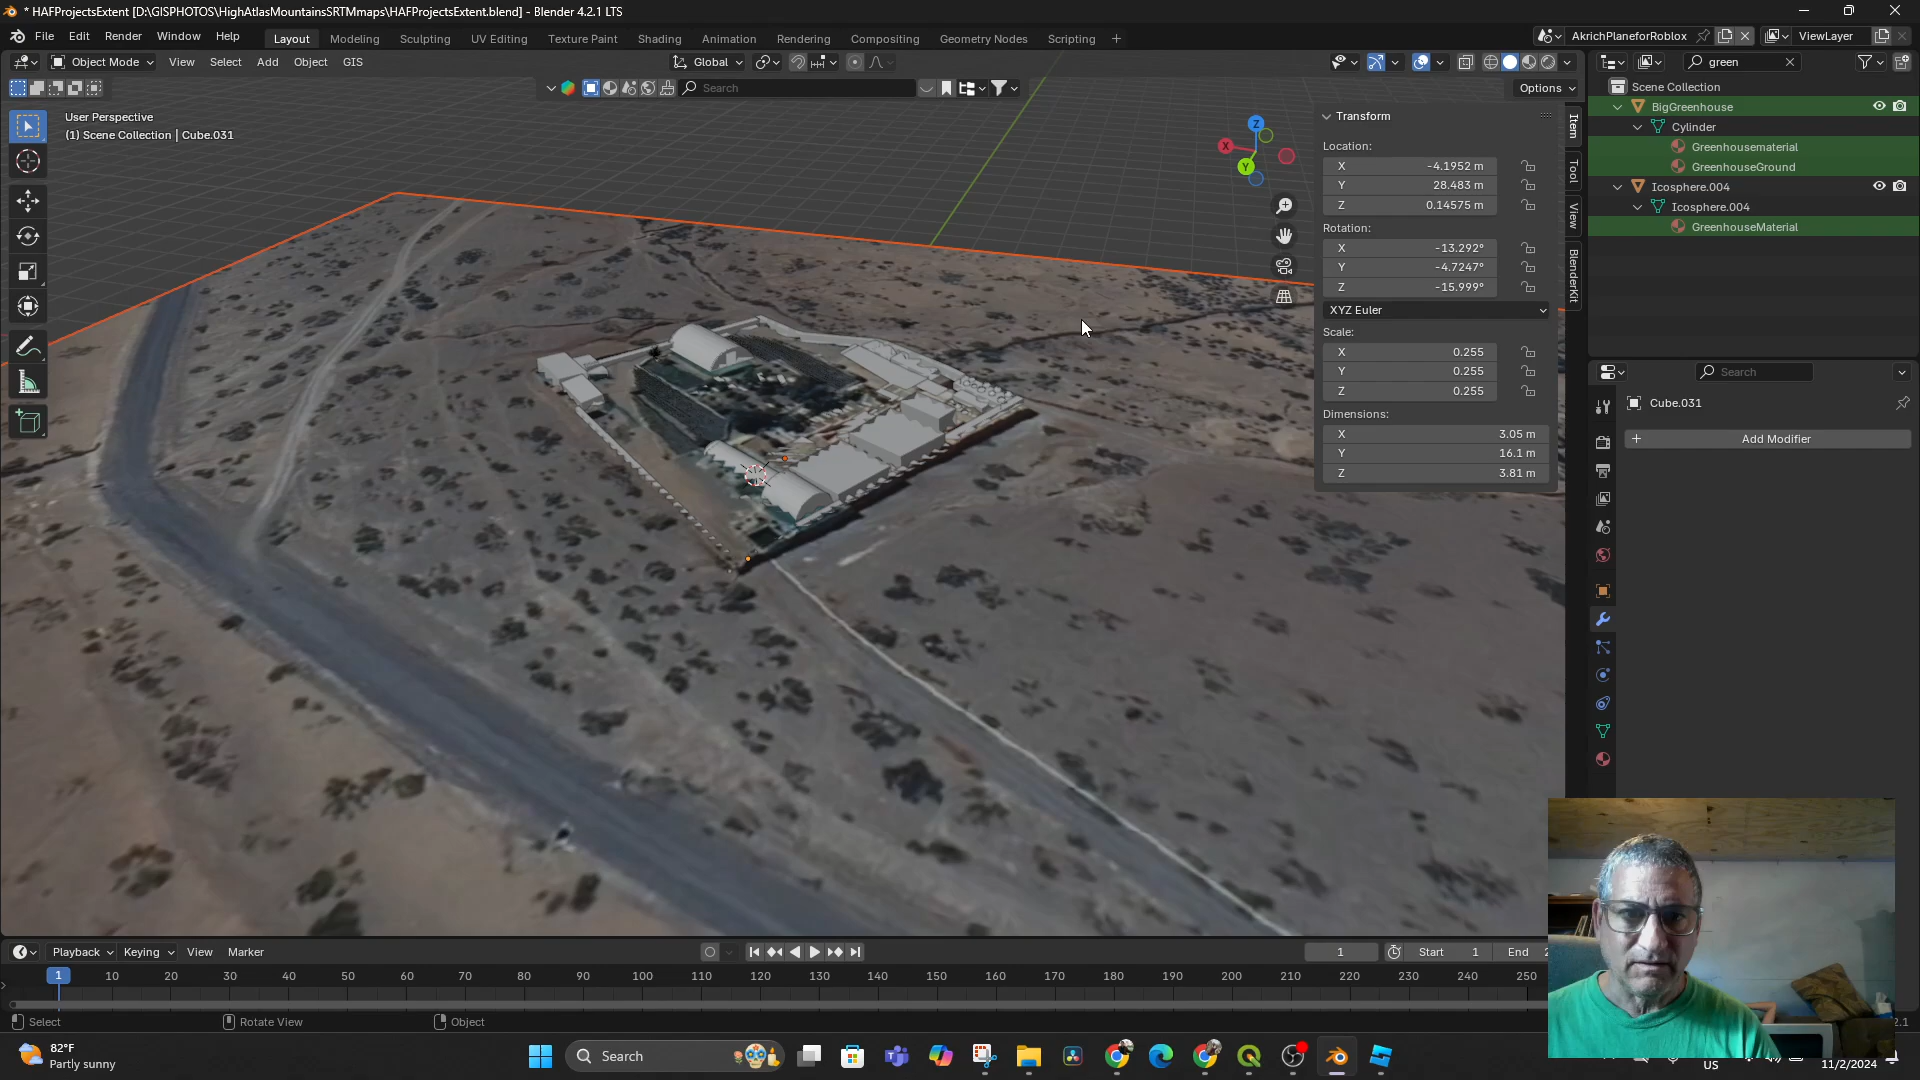 * HAFProjectsExtent [D:\GISPHOTOS\HighAtlasMountainsSRTMmaps\HAFProjectsExtent.blend] - Blender 4.2.1 LTS
File Edit Render Window Help Layout Modeling Sculpting UV Editing Texture Paint Shading Animation Rendering Compositing Geometry Nodes Scripting + AkrichPlaneforRoblox ViewLayer
Object Mode View Select Add Object GIS Global green
Search Options
Scene Collection
BigGreenhouse
Cylinder
Greenhousematerial
GreenhouseGround
Icosphere.004
Icosphere.004
GreenhouseMaterial
User Perspective
(1) Scene Collection | Cube.031
Z
X
Y
Transform
Location:
X -4.1952 m
Y 28.483 m
Z 0.14575 m
Rotation:
X -13.292°
Y -4.7247°
Z -15.999°
XYZ Euler
Scale:
X 0.255
Y 0.255
Z 0.255
Dimensions:
X 3.05 m
Y 16.1 m
Z 3.81 m
Item
Tool
View
BlenderKit
Search
Cube.031
+ Add Modifier
Playback Keying View Marker 1 Start 1 End 2
1 10 20 30 40 50 60 70 80 90 100 110 120 130 140 150 160 170 180 190 200 210 220 230 240 250
Select Rotate View Object
2.1
82°F
Partly sunny
Search
US
11/2/2024